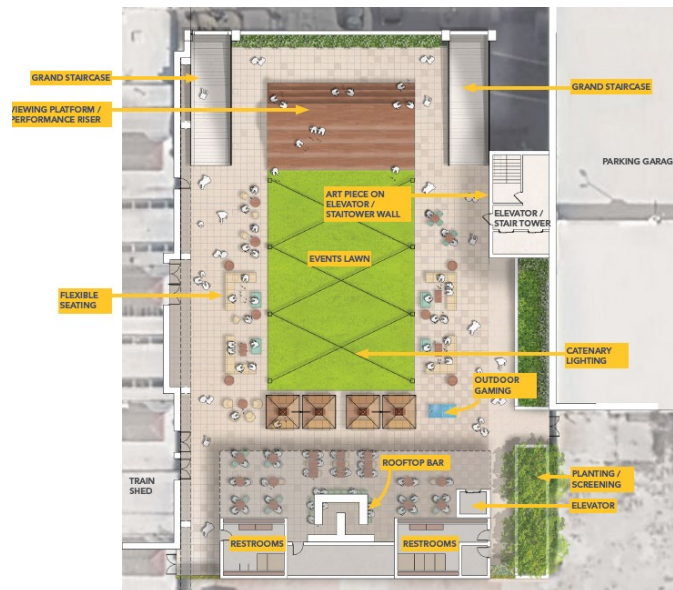 GRAND STAIRCASE
GRAND STAIRCASE
VIEWING PLATFORM /
PERFORMANCE RISER
PARKING GARAG
ART PIECE ON
ELEVATOR /
STAITOWER WALL
ELEVATOR /
STAIR TOWER
EVENTS LAWN
FLEXIBLE
SEATING
CATENARY
LIGHTING
OUTDOOR
GAMING
ROOFTOP BAR
TRAIN
SHED
PLANTING /
SCREENING
ELEVATOR
RESTROOMS
RESTROOMS